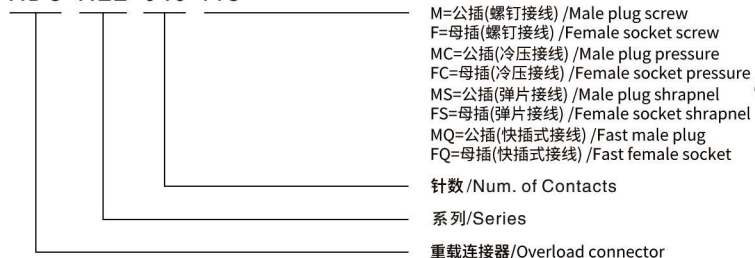 M=公插(螺钉接线) /Male plug screw
F=母插(螺钉接线) /Female socket screw
MC=公插(冷压接线) /Male plug pressure
FC=母插(冷压接线) /Female socket pressure
MS=公插(弹片接线) /Male plug shrapnel
FS=母插(弹片接线) /Female socket shrapnel
MQ=公插(快插式接线) /Fast male plug
FQ=母插(快插式接线) /Fast female socket
针数/Num. of Contacts
系列/Series
重载连接器/Overload connector